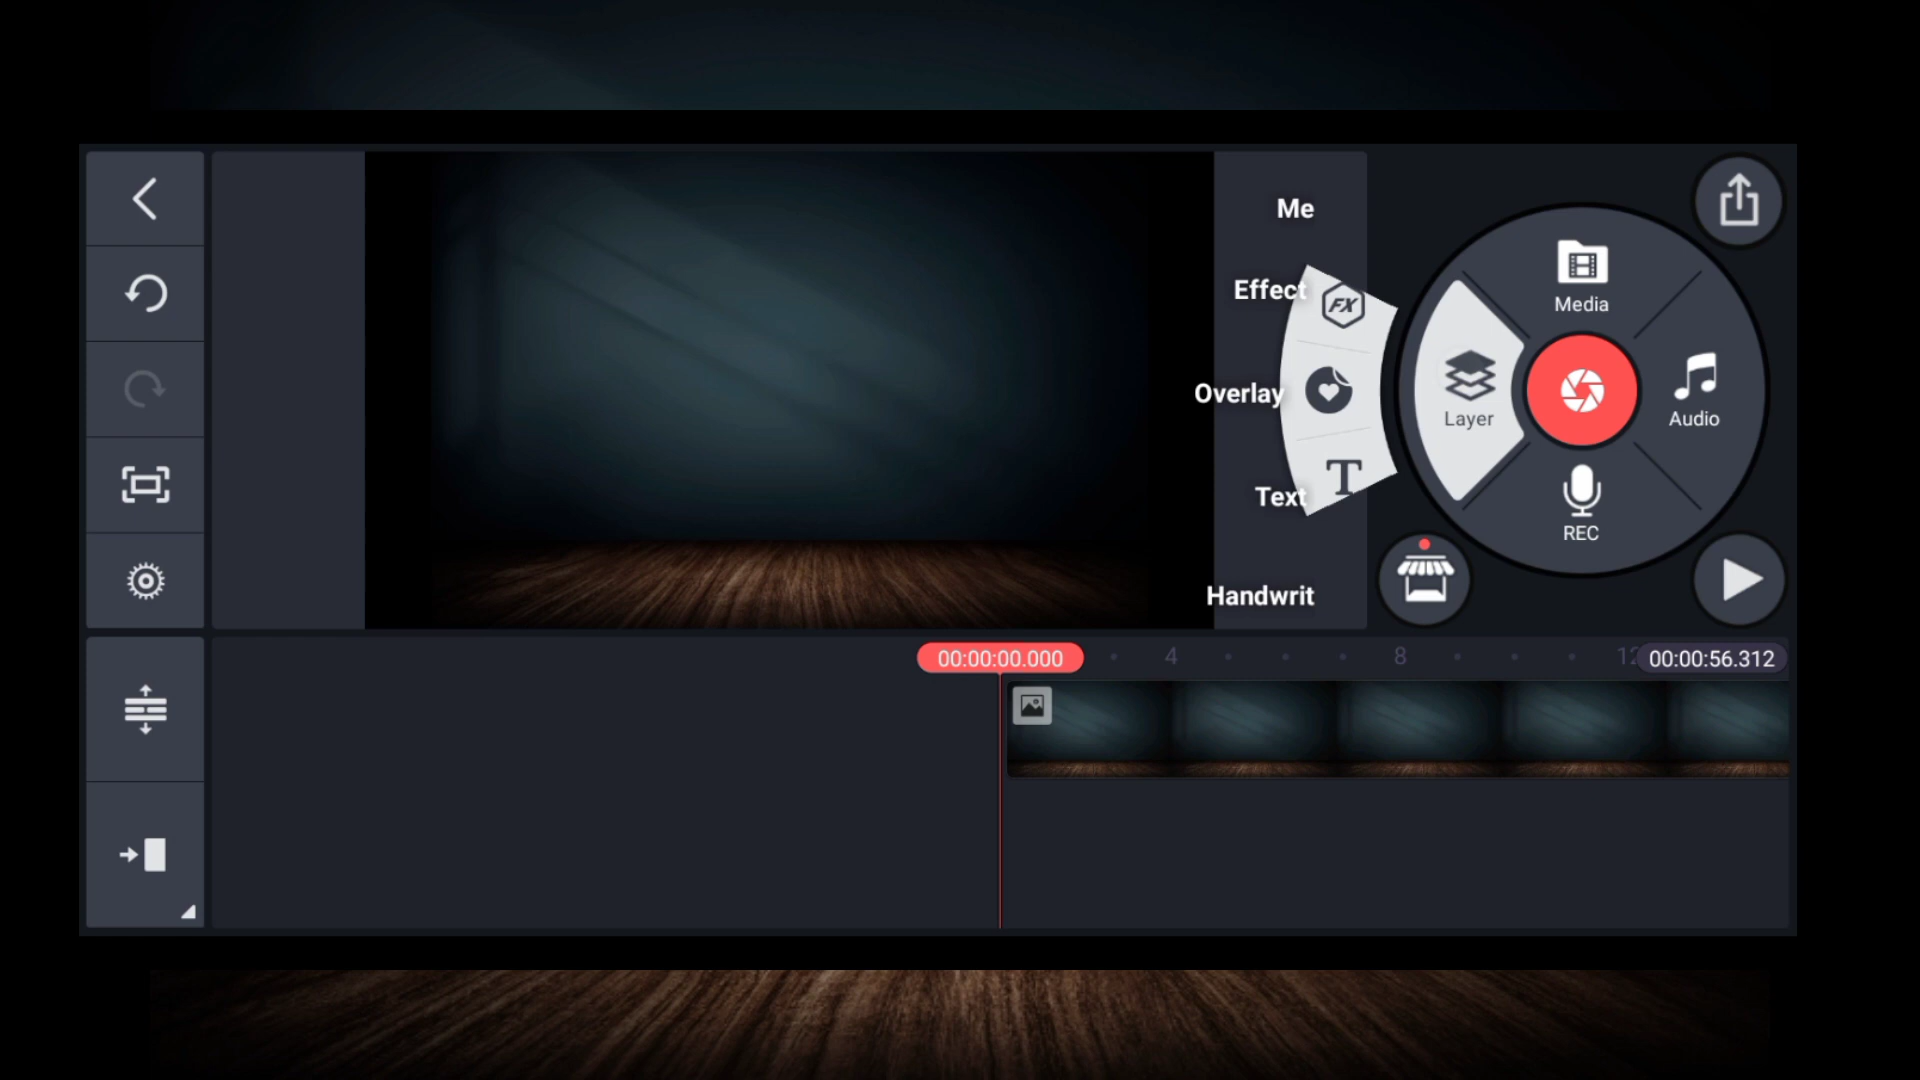 Me
Effect
FX
Overlay
Text
T
Handwrit
Media
Layer
Audio
REC
00:00:00.000
4
8
12
00:00:56.312